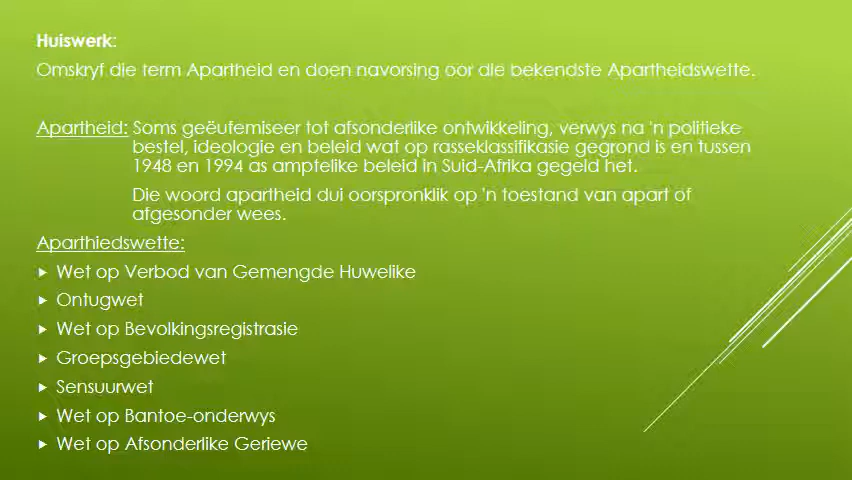 Huiswerk:
Omskryf die term Apartheid en doen navorsing oor die bekendste Apartheidswette.
Apartheid: Soms geëufemiseer tot afsonderlike ontwikkeling, verwys na 'n politieke
bestel, ideologie en beleid wat op rasseklassifikasie gegrond is en tussen
1948 en 1994 as amptelike beleid in Suid-Afrika gegeld het.
Die woord apartheid dui oorspronklik op 'n toestand van apart of
afgesonder wees.
Aparthiedswette:
Wet op Verbod van Gemengde Huwelike
Ontugwet
Wet op Bevolkingsregistrasie
Groepsgebiedewet
Sensuurwet
Wet op Bantoe-onderwys
Wet op Afsonderlike Geriewe